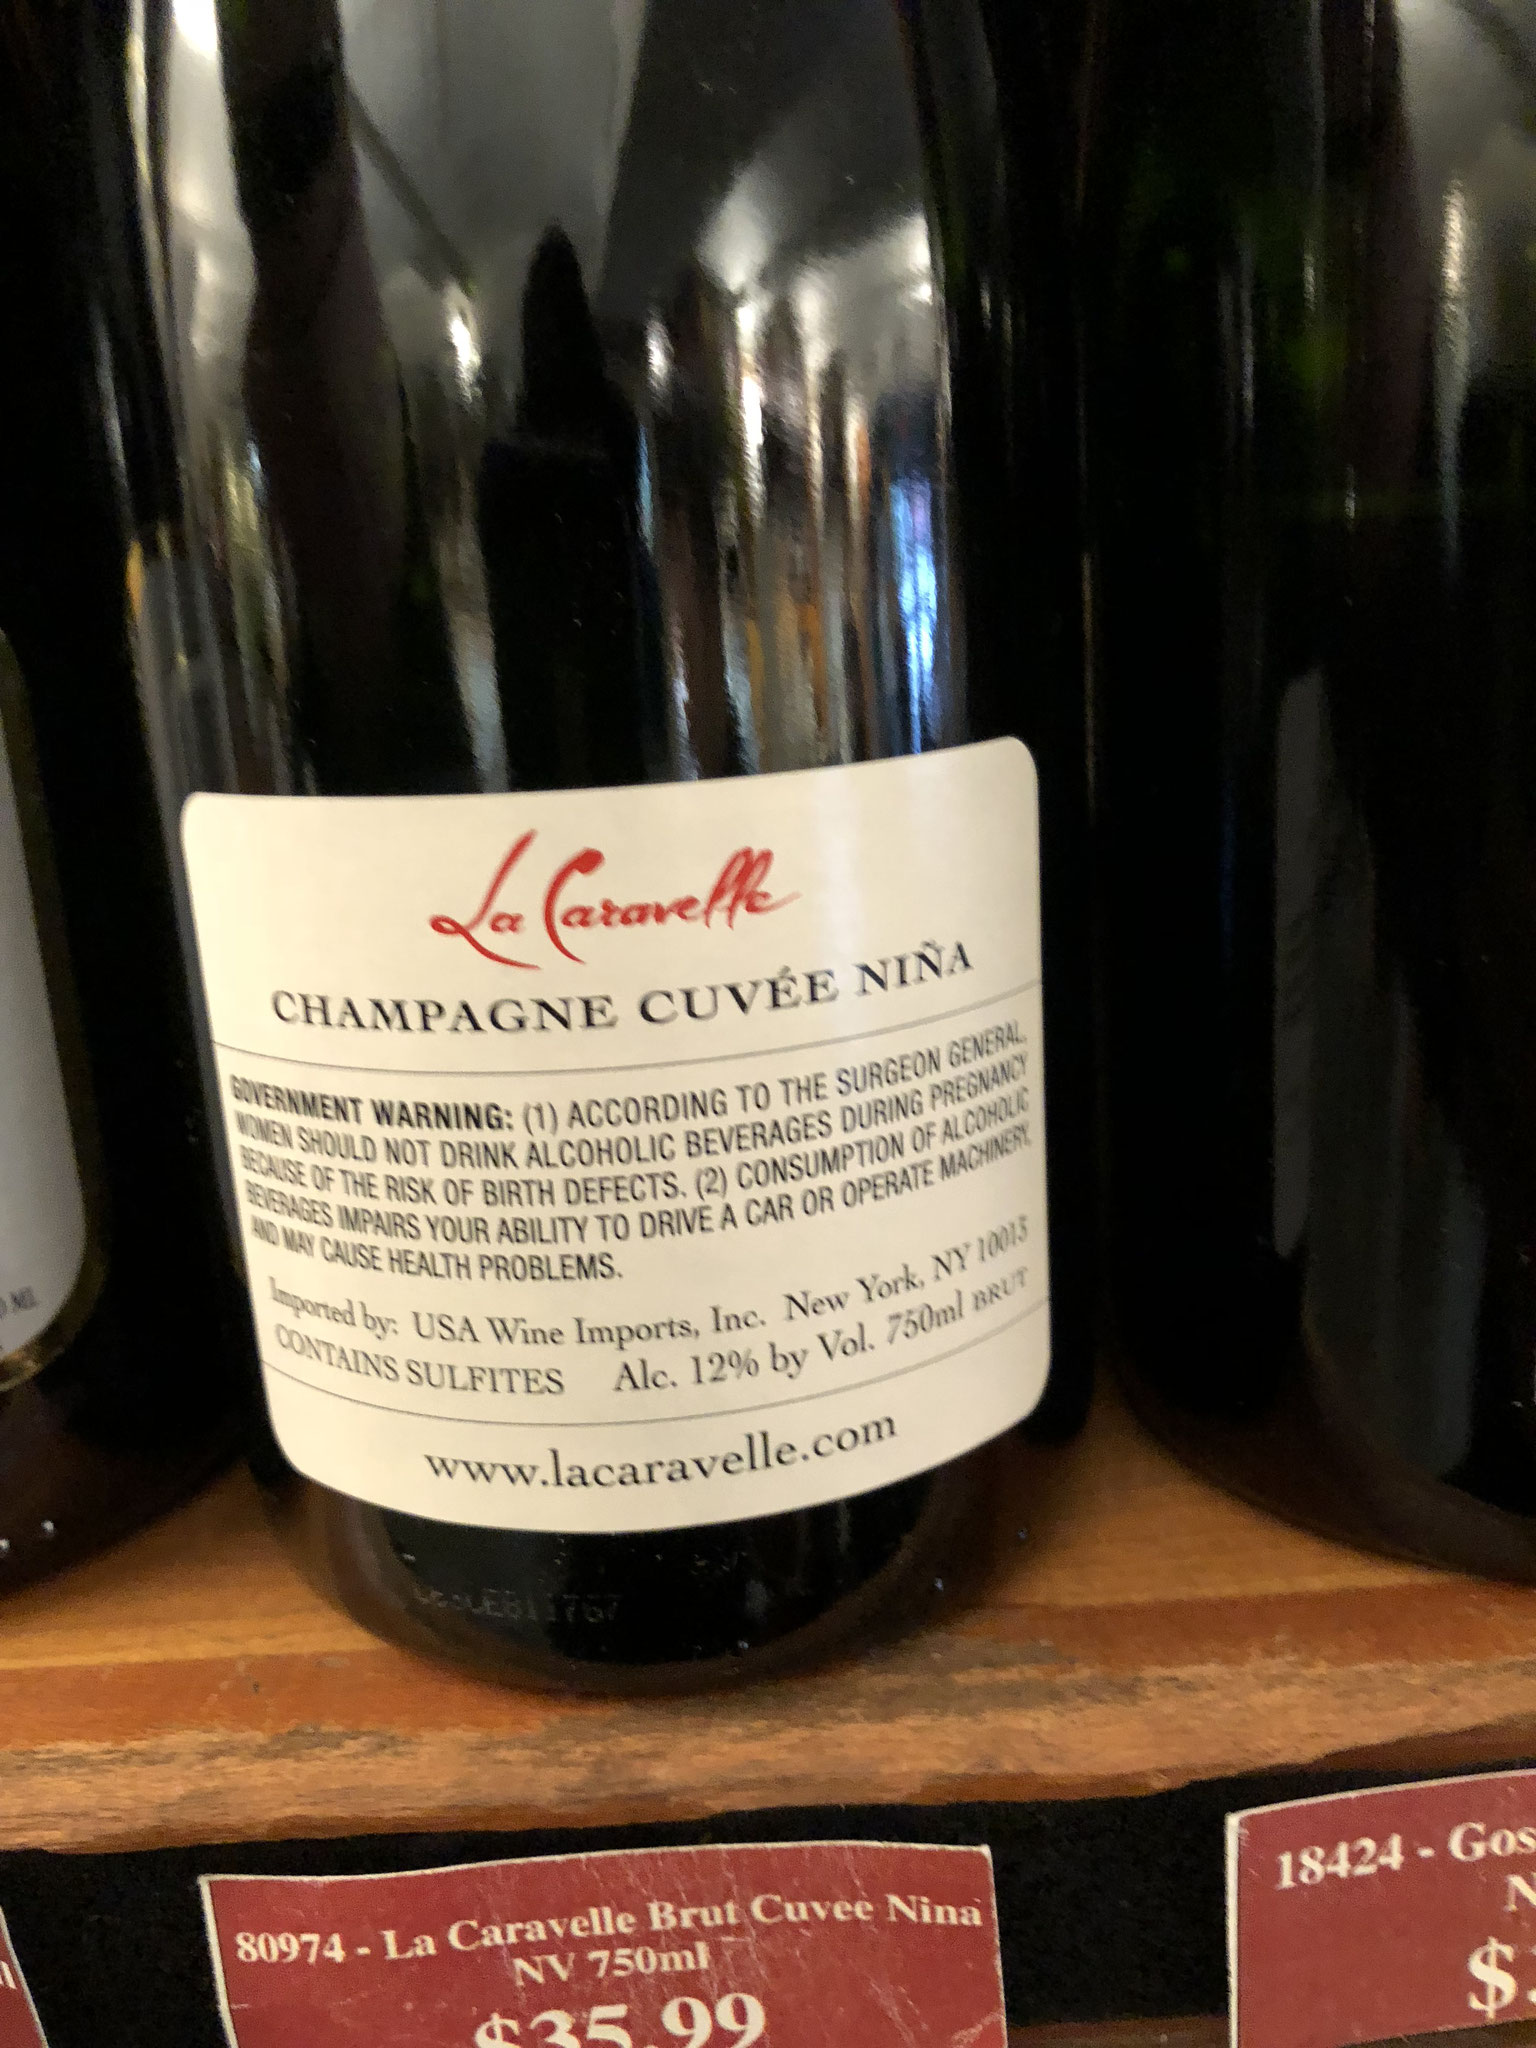 La Caravelle
CHAMPAGNE CUVÉE NIÑA
GOVERNMENT WARNING: (1) ACCORDING TO THE SURGEON GENERAL,
WOMEN SHOULD NOT DRINK ALCOHOLIC BEVERAGES DURING PREGNANCY
BECAUSE OF THE RISK OF BIRTH DEFECTS. (2) CONSUMPTION OF ALCOHOLIC
BEVERAGES IMPAIRS YOUR ABILITY TO DRIVE A CAR OR OPERATE MACHINERY,
AND MAY CAUSE HEALTH PROBLEMS.
Imported by: USA Wine Imports, Inc. New York, NY 10013
CONTAINS SULFITES Alc. 12% by Vol. 750ml BRUT
www.lacaravelle.com
ML
80974 - La Caravelle Brut Cuvee Nina
NV 750ml
$35.99
18424 - Gos
N
$